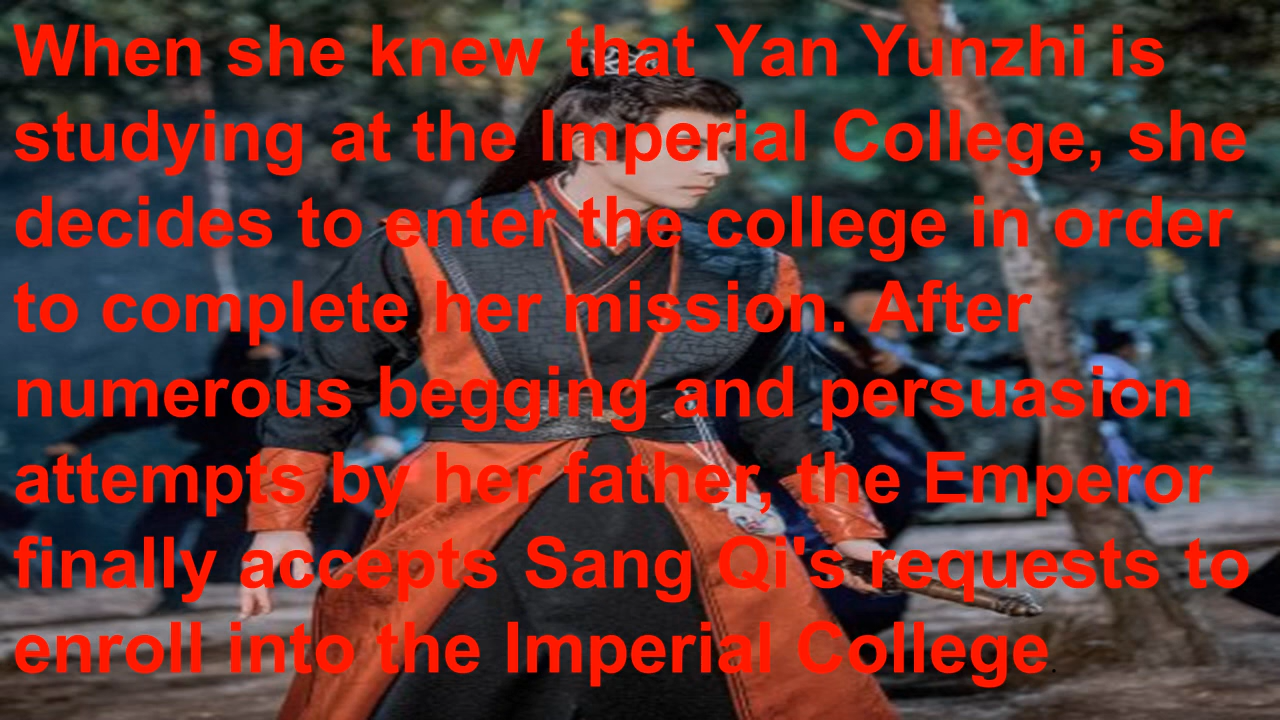 When she knew that Yan Yunzhi is
studying at the Imperial College, she
decides to enter the college in order
to complete her mission. After
numerous begging and persuasion
attempts by her father, the Emperor
finally accepts Sang Qi's requests to
enroll into the Imperial College.